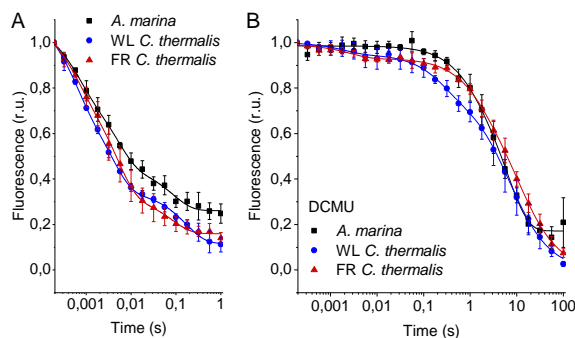 A
A. marina
WL C. thermalis
FR C. thermalis
Fluorescence (r.u.)
1,0
0,8
0,6
0,4
0,2
0,0
0,001 0,01 0,1 1
Time (s)
B
Fluorescence (r.u.)
1,0
0,8
0,6
0,4
0,2
0,0
DCMU
A. marina
WL C. thermalis
FR C. thermalis
0,001 0,01 0,1 1 10 100
Time (s)